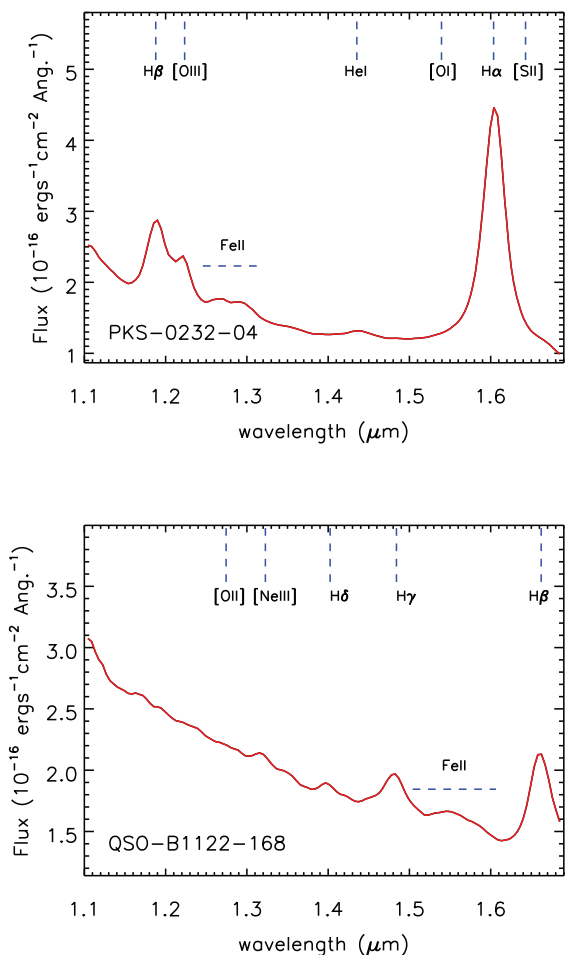 Hβ [OIII] HeI [OI] Hα [SII]
FeII
PKS-0232-04
Flux (10⁻¹⁶ ergs⁻¹cm⁻² Ang.⁻¹)
5
4
3
2
1
1.1 1.2 1.3 1.4 1.5 1.6
wavelength (μm)
[OII] [NeIII] Hδ Hγ Hβ
FeII
QSO-B1122-168
Flux (10⁻¹⁶ ergs⁻¹cm⁻² Ang.⁻¹)
3.5
3.0
2.5
2.0
1.5
1.1 1.2 1.3 1.4 1.5 1.6
wavelength (μm)